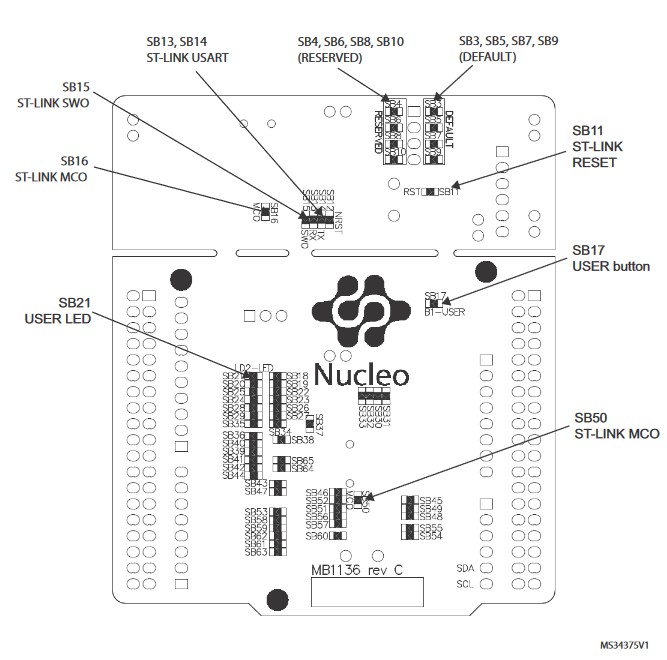 SB13, SB14
ST-LINK USART
SB4, SB6, SB8, SB10
(RESERVED)
SB3, SB5, SB7, SB9
(DEFAULT)
SB15
ST-LINK SWO
SB16
ST-LINK MCO
SB11
ST-LINK
RESET
SB4
SB6
SB8
SB10
RESERVED
SB3
SB5
SB7
SB9
DEFAULT
RST
SB11
MCO
SB16
SB15
SB14
SB13
SB12
SWO
RX
TX
NRST
SB17
USER button
SB17
B1-USER
SB21
USER LED
Nucleo
LD2-LED
SB21
SB20
SB25
SB24
SB28
SB29
SB35
SB18
SB19
SB22
SB23
SB26
SB27
SB34
SB37
SB33
SB32
SB30
SB31
SB36
SB40
SB39
SB41
SB42
SB44
SB38
SB65
SB64
SB43
SB47
SB50
ST-LINK MCO
SB46
SB52
SB51
SB56
SB57
SB60
MCO
SB50
SB45
SB49
SB48
SB55
SB54
SB53
SB58
SB59
SB62
SB61
SB63
MB1136 rev C
SDA
SCL
MS34375V1